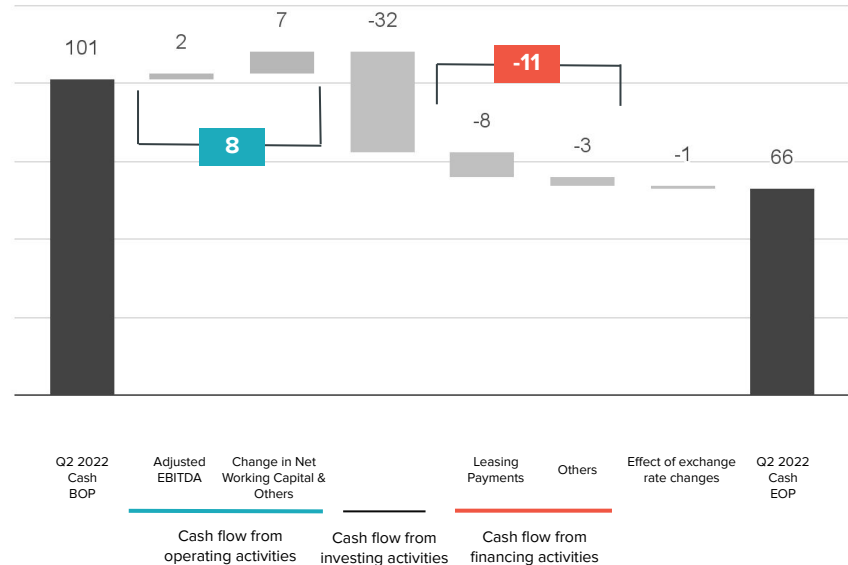 101
2
7
-32
-11
8
-8
-3
-1
66
Q2 2022
Cash
BOP
Adjusted
EBITDA
Change in Net
Working Capital &
Others
Leasing
Payments
Others
Effect of exchange
rate changes
Q2 2022
Cash
EOP
Cash flow from
operating activities
Cash flow from
investing activities
Cash flow from
financing activities